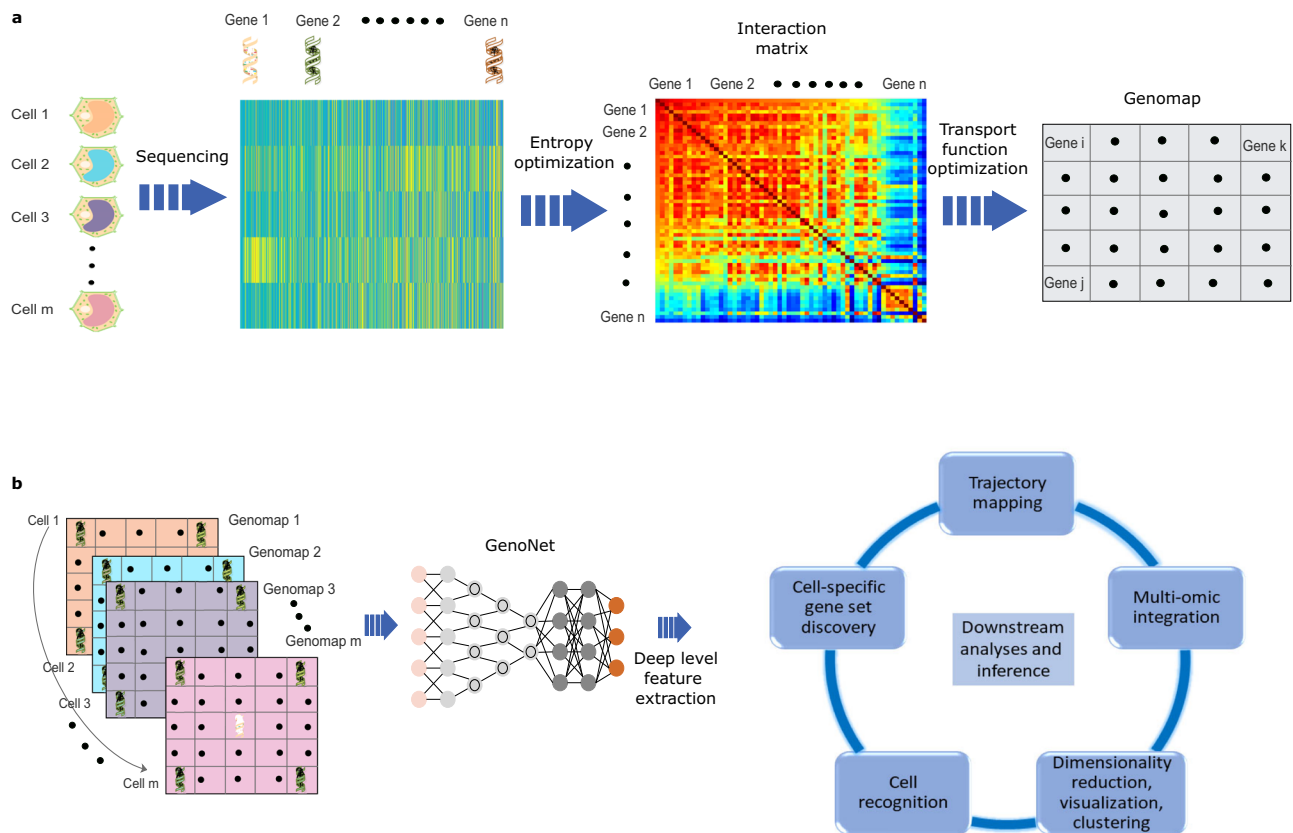 a
Gene 1
Gene 2
Gene n
Cell 1
Cell 2
Cell 3
Cell m
Sequencing
Entropy
optimization
Interaction
matrix
Gene 1
Gene 2
Gene n
Gene 1
Gene 2
Gene n
Transport
function
optimization
Genomap
Gene i
Gene k
Gene j
b
Cell 1
Genomap 1
Genomap 2
Genomap 3
Genomap m
Cell 2
Cell 3
Cell m
GenoNet
Deep level
feature
extraction
Trajectory
mapping
Cell-specific
gene set
discovery
Multi-omic
integration
Downstream
analyses and
inference
Cell
recognition
Dimensionality
reduction,
visualization,
clustering